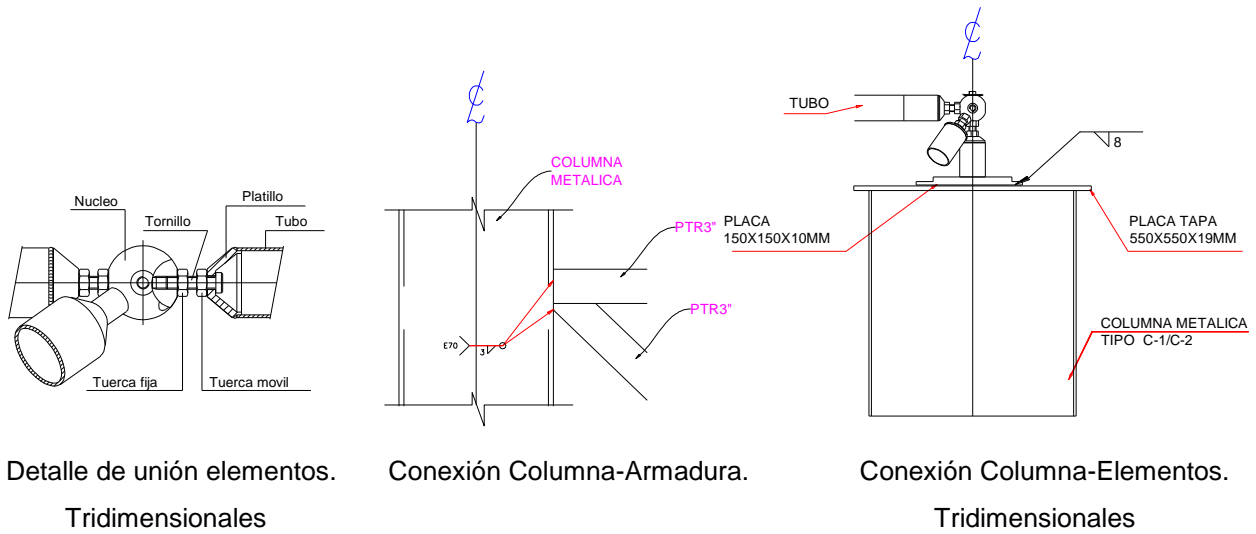 Nucleo
Tornillo
Platillo
Tubo
Tuerca fija
Tuerca movil
Detalle de unión elementos.
Tridimensionales
COLUMNA
METALICA
PTR3"
PTR3"
E70
3
Conexión Columna-Armadura.
TUBO
8
PLACA
150X150X10MM
PLACA TAPA
550X550X19MM
COLUMNA METALICA
TIPO C-1/C-2
Conexión Columna-Elementos.
Tridimensionales